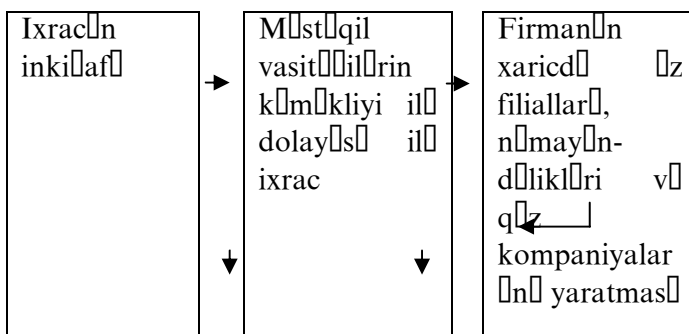 Ixrac▯n
inki▯af▯
M▯st▯qil
vasit▯▯il▯rin
k▯m▯kliyi il▯
dolay▯s▯ il▯
ixrac
Firman▯n
xaricd▯ ▯z
filiallar▯,
n▯may▯n-
d▯likl▯ri v▯
q▯z
kompaniyalar
▯n▯ yaratmas▯